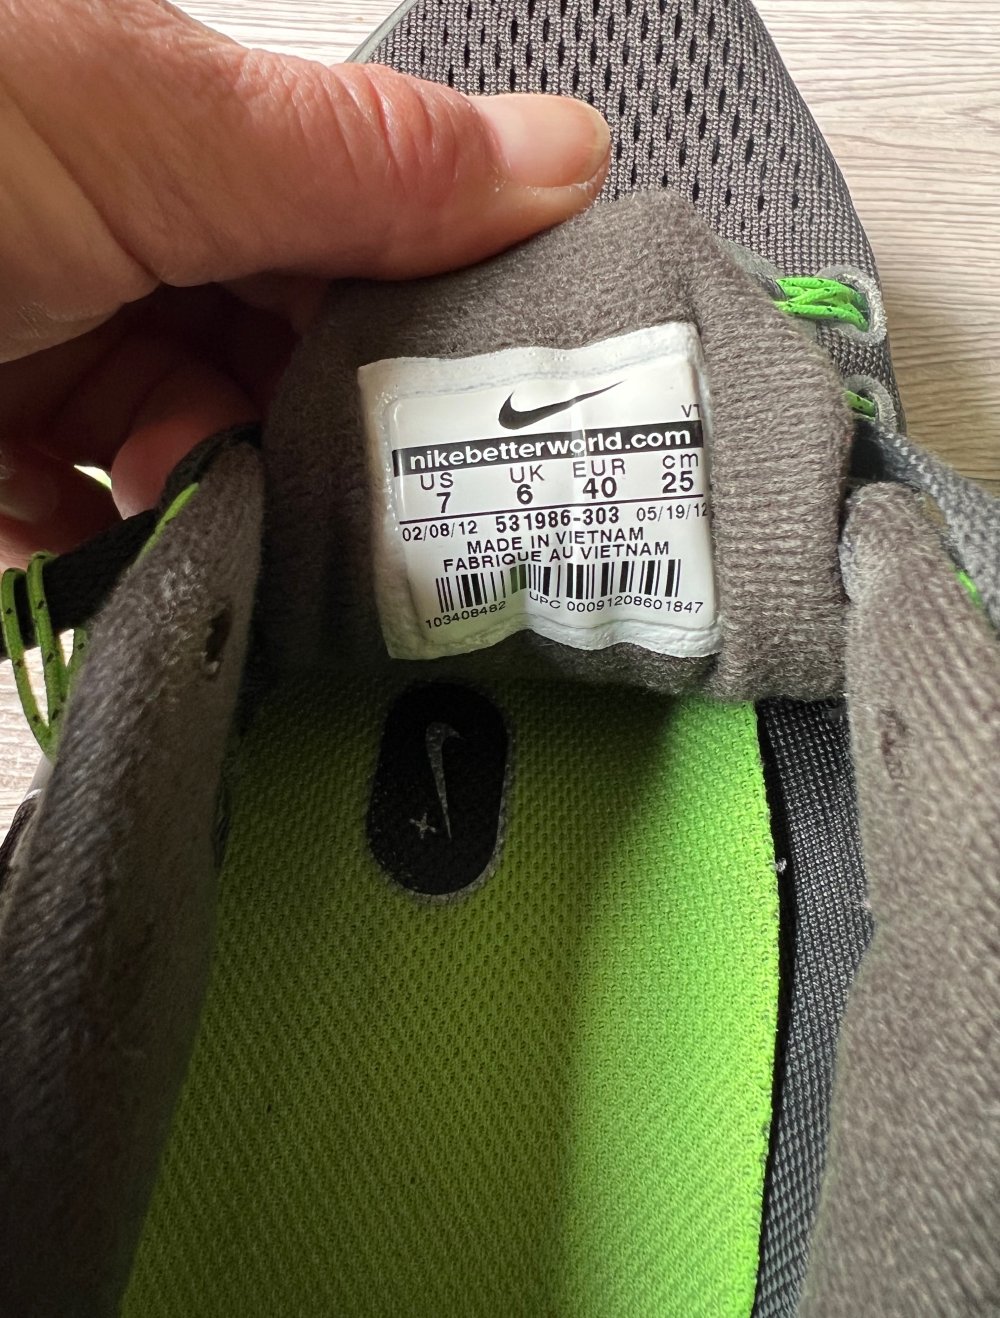 VT
nikebetterworld.com
US UK EUR cm
7 6 40 25
02/08/12 531986-303 05/19/12
MADE IN VIETNAM
FABRIQUE AU VIETNAM
103408482 UPC 00091208601847